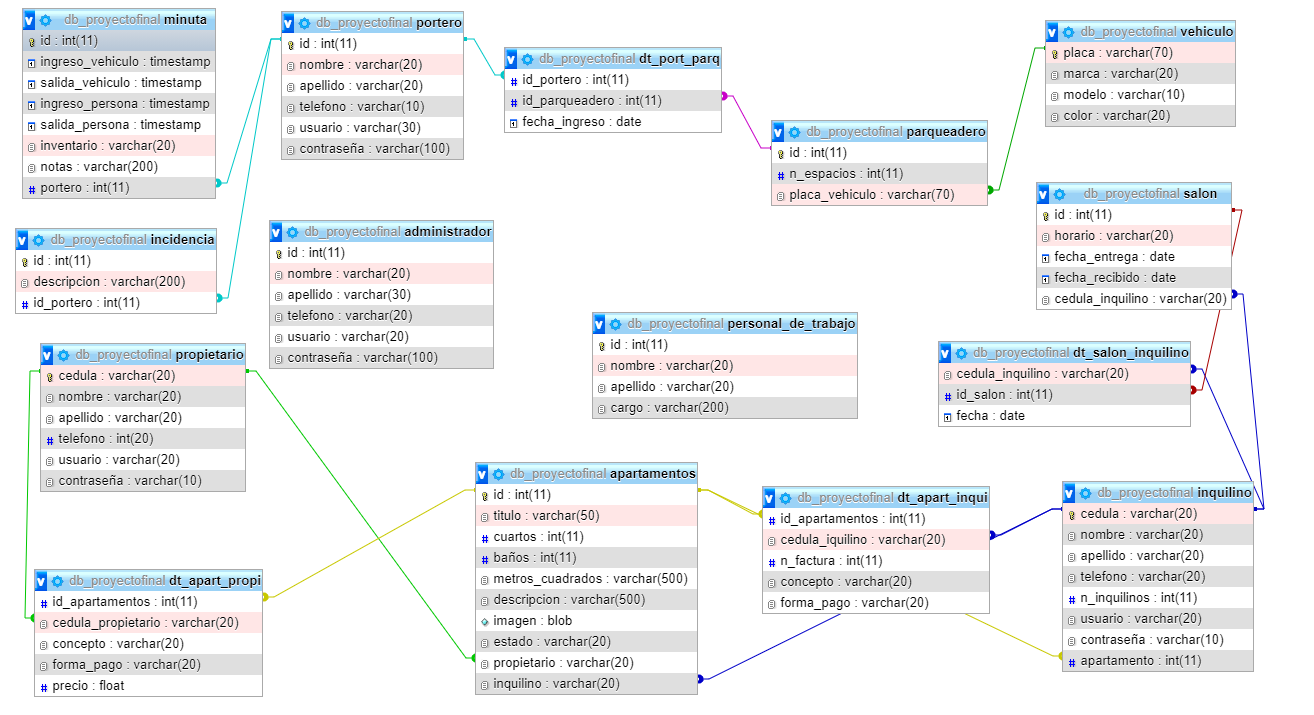 db_proyectofinal minuta
id : int(11)
ingreso_vehiculo : timestamp
salida_vehiculo : timestamp
ingreso_persona : timestamp
salida_persona : timestamp
inventario : varchar(20)
notas : varchar(200)
portero : int(11)
db_proyectofinal portero
id : int(11)
nombre : varchar(20)
apellido : varchar(20)
telefono : varchar(10)
usuario : varchar(30)
contraseña : varchar(100)
db_proyectofinal dt_port_parq
id_portero : int(11)
id_parqueadero : int(11)
fecha_ingreso : date
db_proyectofinal parqueadero
id : int(11)
n_espacios : int(11)
placa_vehiculo : varchar(70)
db_proyectofinal vehiculo
placa : varchar(70)
marca : varchar(20)
modelo : varchar(10)
color : varchar(20)
db_proyectofinal incidencia
id : int(11)
descripcion : varchar(200)
id_portero : int(11)
db_proyectofinal administrador
id : int(11)
nombre : varchar(20)
apellido : varchar(30)
telefono : varchar(20)
usuario : varchar(20)
contraseña : varchar(100)
db_proyectofinal salon
id : int(11)
horario : varchar(20)
fecha_entrega : date
fecha_recibido : date
cedula_inquilino : varchar(20)
db_proyectofinal personal_de_trabajo
id : int(11)
nombre : varchar(20)
apellido : varchar(20)
cargo : varchar(200)
db_proyectofinal dt_salon_inquilino
cedula_inquilino : varchar(20)
id_salon : int(11)
fecha : date
db_proyectofinal propietario
cedula : varchar(20)
nombre : varchar(20)
apellido : varchar(20)
telefono : int(20)
usuario : varchar(20)
contraseña : varchar(10)
db_proyectofinal apartamentos
id : int(11)
titulo : varchar(50)
cuartos : int(11)
baños : int(11)
metros_cuadrados : varchar(500)
descripcion : varchar(500)
imagen : blob
estado : varchar(20)
propietario : varchar(20)
inquilino : varchar(20)
db_proyectofinal dt_apart_inqui
id_apartamentos : int(11)
cedula_iquilino : varchar(20)
n_factura : int(11)
concepto : varchar(20)
forma_pago : varchar(20)
db_proyectofinal inquilino
cedula : varchar(20)
nombre : varchar(20)
apellido : varchar(20)
telefono : varchar(20)
n_inquilinos : int(11)
usuario : varchar(20)
contraseña : varchar(10)
apartamento : int(11)
db_proyectofinal dt_apart_propi
id_apartamentos : int(11)
cedula_propietario : varchar(20)
concepto : varchar(20)
forma_pago : varchar(20)
precio : float